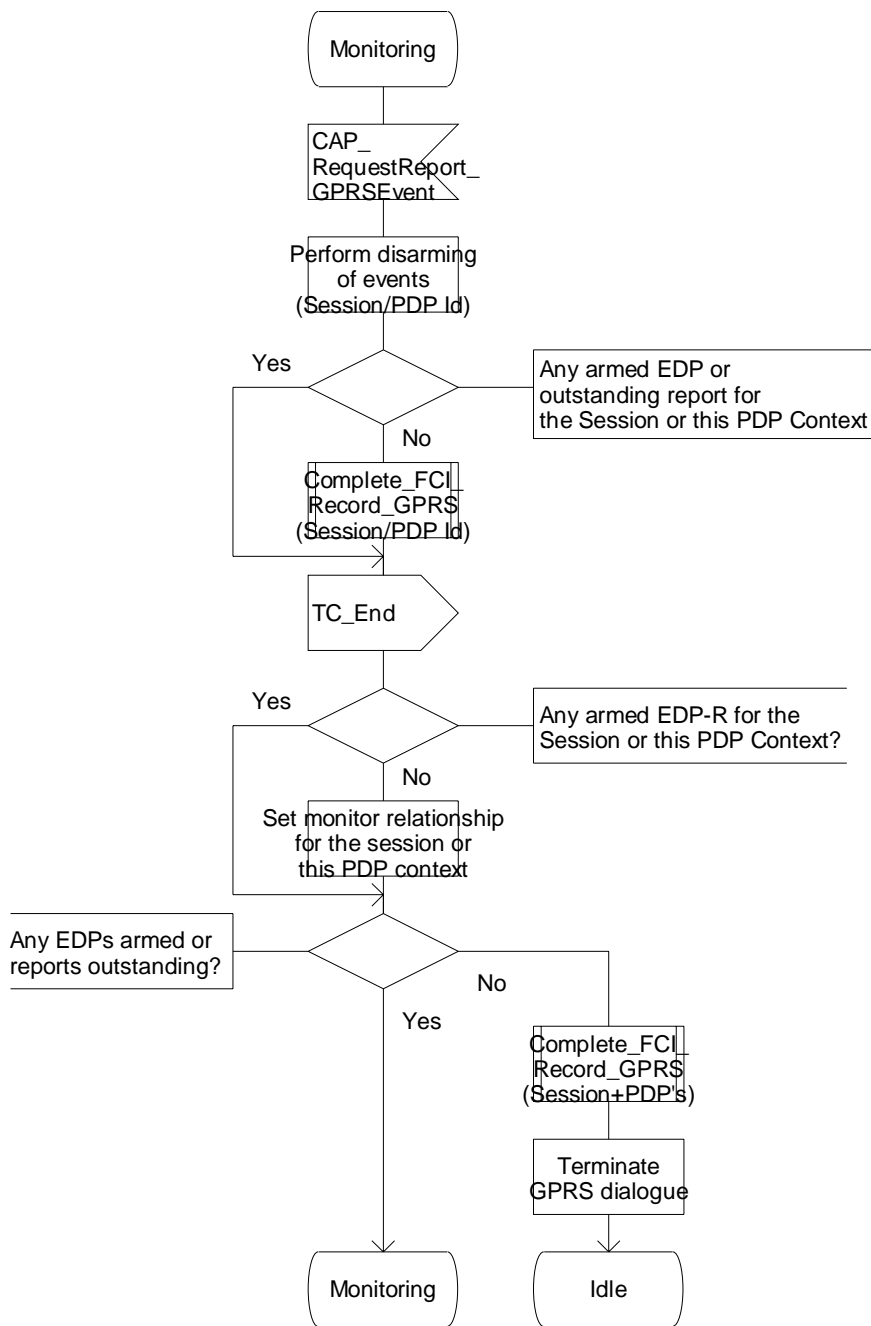 Monitoring
CAP_
RequestReport_
GPRSEvent
Perform disarming
of events
(Session/PDP Id)
Yes
Any armed EDP or
outstanding report for
the Session or this PDP Context
No
Complete_FCI_
Record_GPRS
(Session/PDP Id)
TC_End
Yes
Any armed EDP-R for the
Session or this PDP Context?
No
Set monitor relationship
for the session or
this PDP context
Any EDPs armed or
reports outstanding?
No
Yes
Complete_FCI_
Record_GPRS
(Session+PDP's)
Terminate
GPRS dialogue
Monitoring
Idle